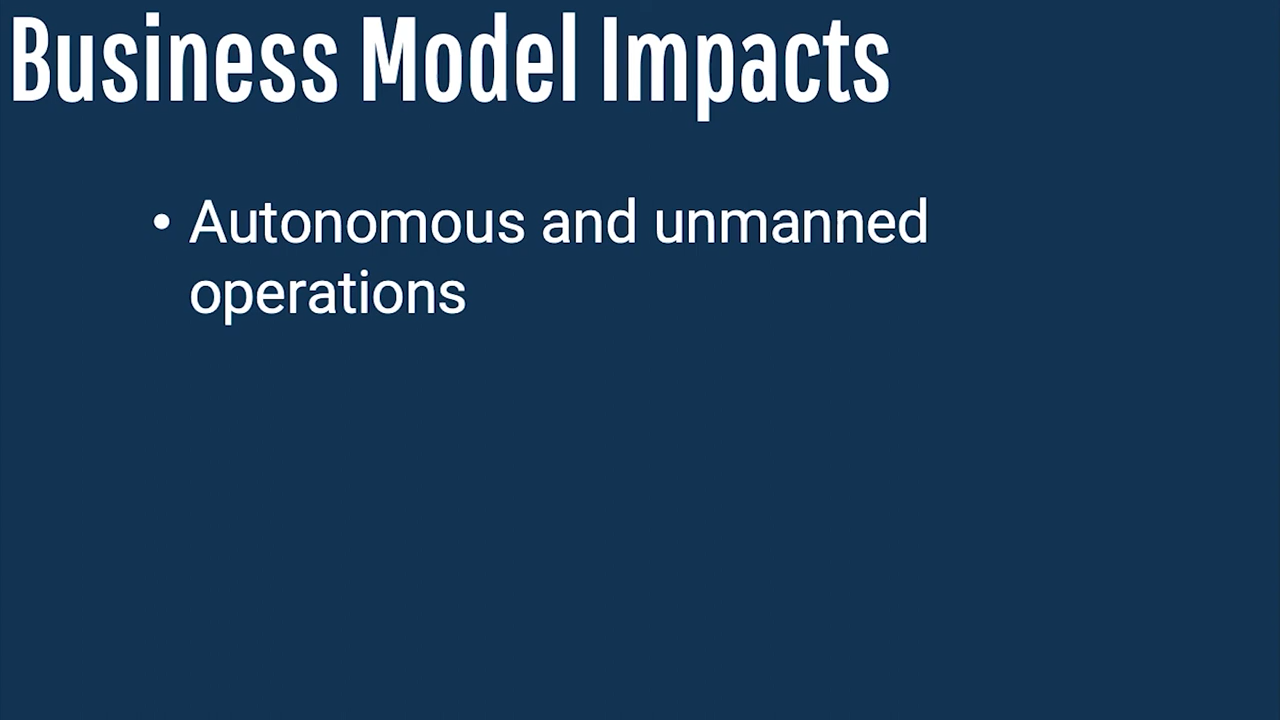 Business Model Impacts
• Autonomous and unmanned
operations